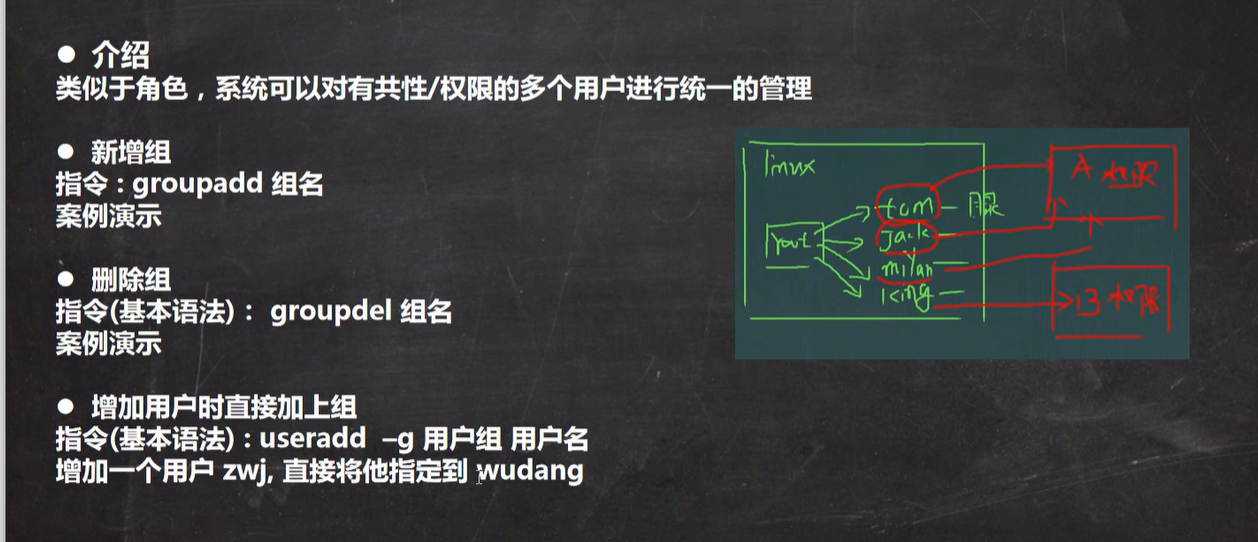 ● 介绍
类似于角色，系统可以对有共性/权限的多个用户进行统一的管理
● 新增组
指令 : groupadd 组名
案例演示
● 删除组
指令(基本语法)： groupdel 组名
案例演示
● 增加用户时直接加上组
指令(基本语法) : useradd –g 用户组 用户名
增加一个用户 zwj, 直接将他指定到 wudang
linux
root
tom
Jack
milan
king
A 权限
B 权限